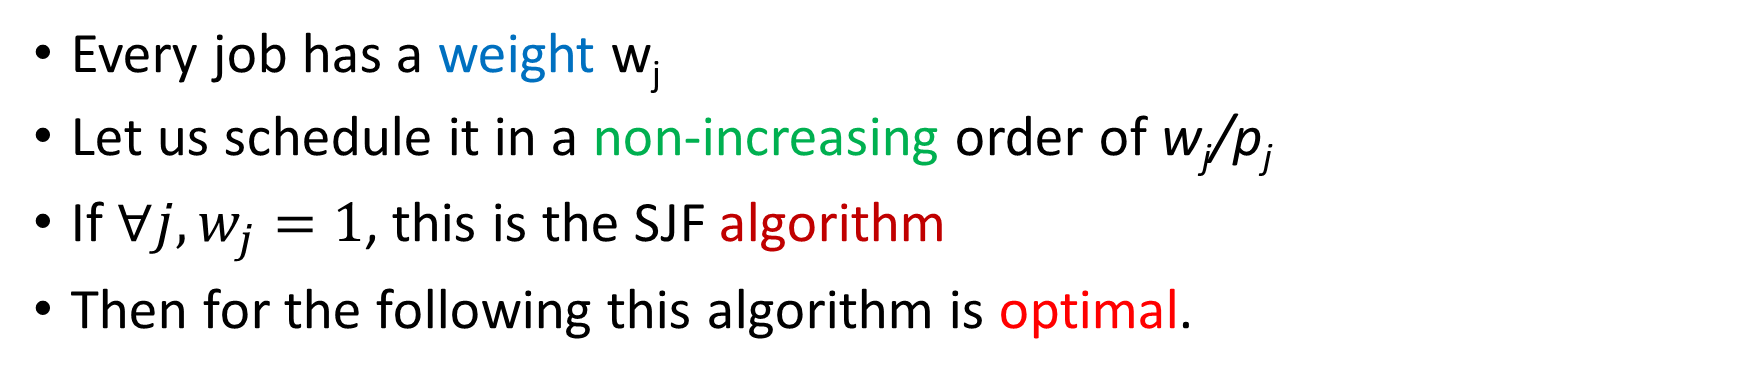 • Every job has a weight wj
• Let us schedule it in a non-increasing order of wj/pj
• If ∀j, wj = 1, this is the SJF algorithm
• Then for the following this algorithm is optimal.